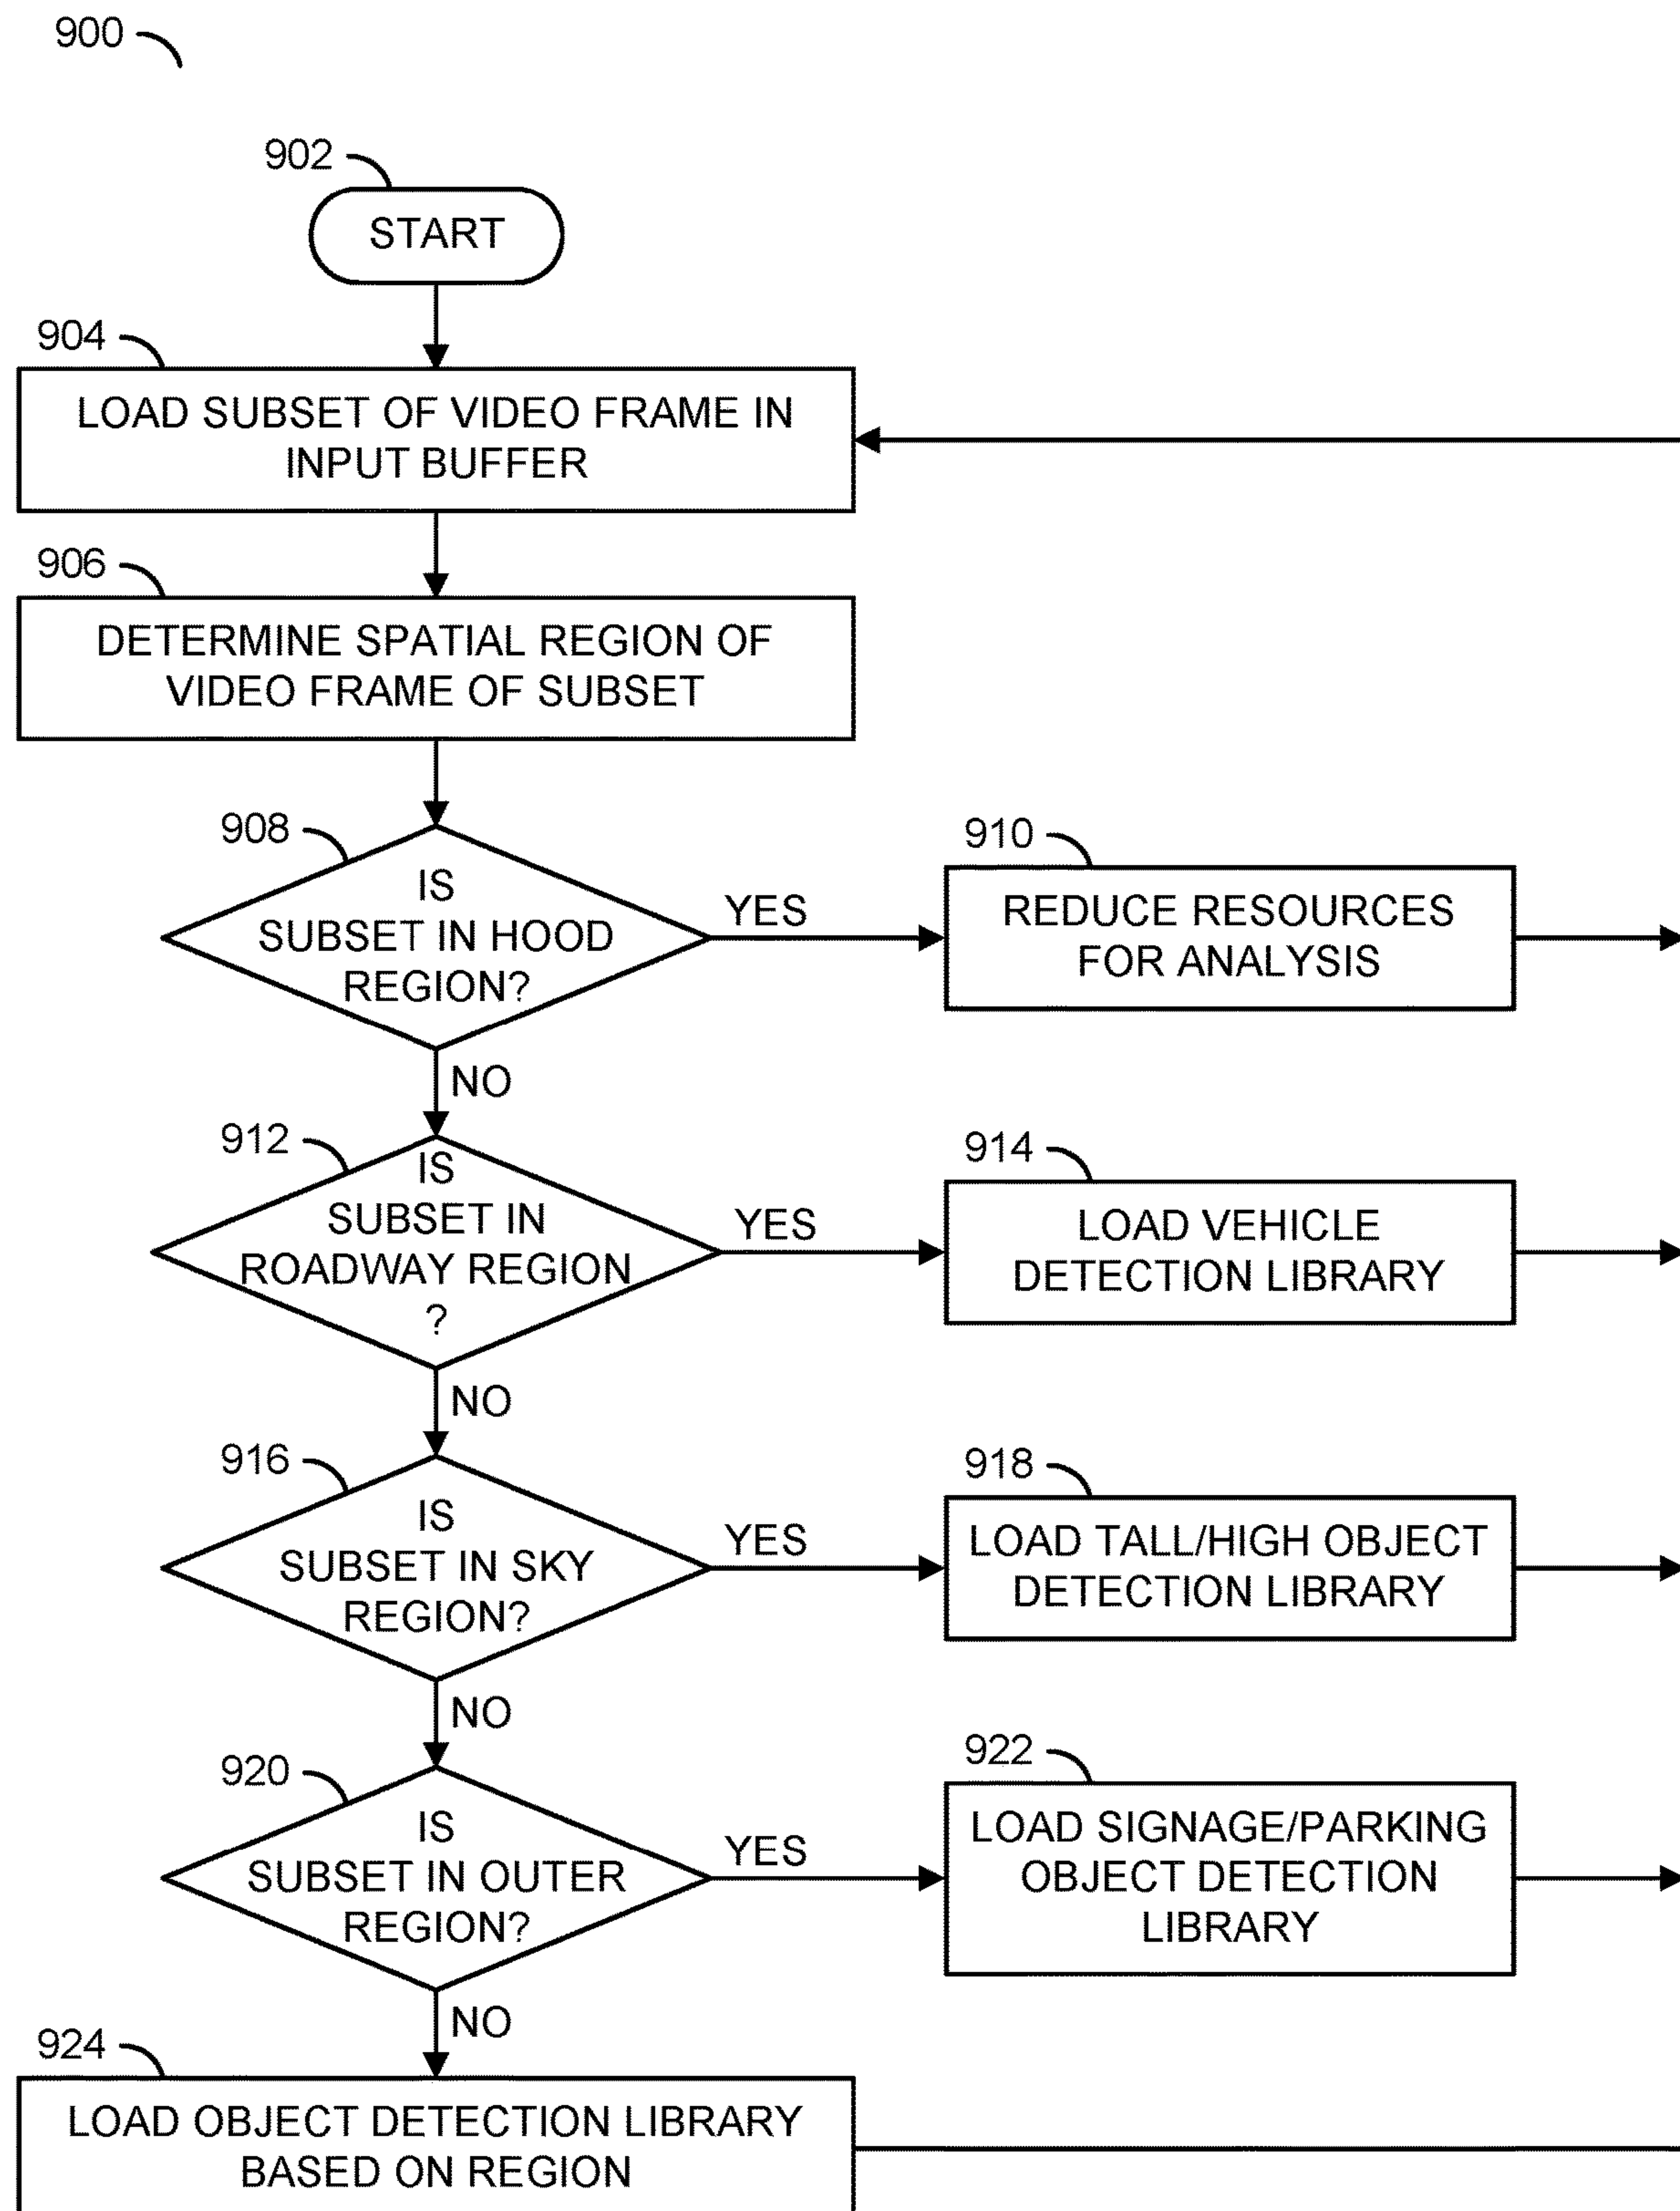 900
902
START
904
LOAD SUBSET OF VIDEO FRAME IN
INPUT BUFFER
906
DETERMINE SPATIAL REGION OF
VIDEO FRAME OF SUBSET
908
IS
SUBSET IN HOOD
REGION?
YES
910
REDUCE RESOURCES
FOR ANALYSIS
NO
912
IS
SUBSET IN
ROADWAY REGION
?
YES
914
LOAD VEHICLE
DETECTION LIBRARY
NO
916
IS
SUBSET IN SKY
REGION?
YES
918
LOAD TALL/HIGH OBJECT
DETECTION LIBRARY
NO
920
IS
SUBSET IN OUTER
REGION?
YES
922
LOAD SIGNAGE/PARKING
OBJECT DETECTION
LIBRARY
NO
924
LOAD OBJECT DETECTION LIBRARY
BASED ON REGION